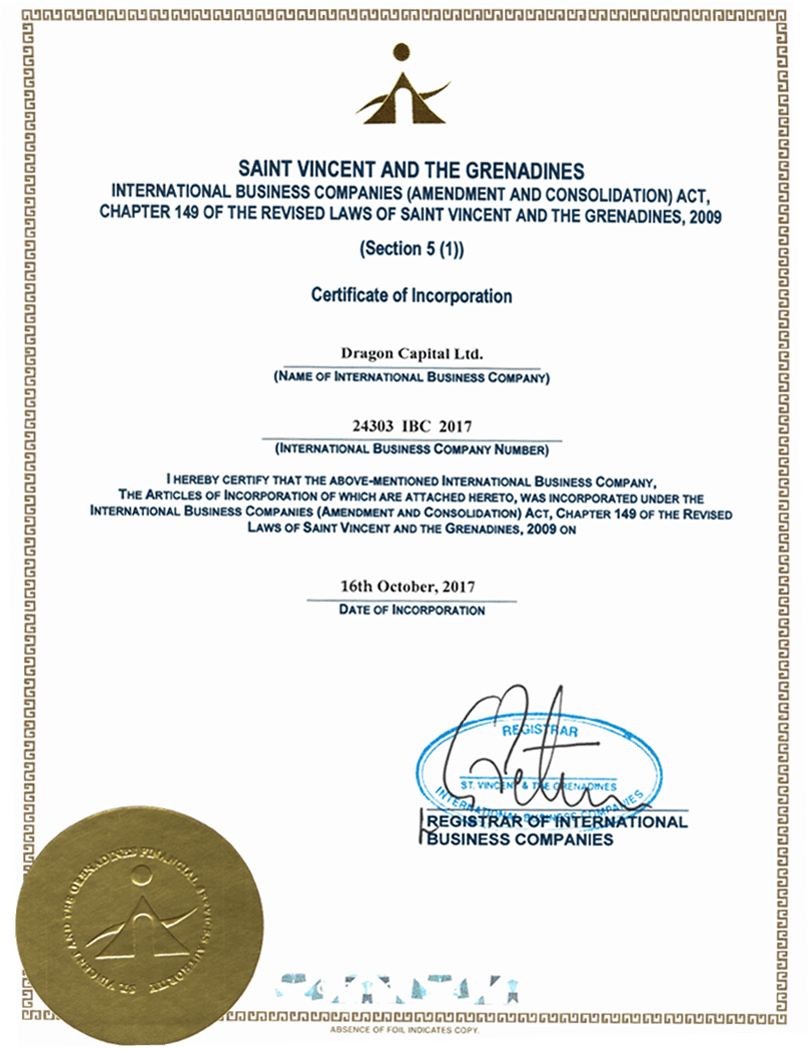 SAINT VINCENT AND THE GRENADINES
INTERNATIONAL BUSINESS COMPANIES (AMENDMENT AND CONSOLIDATION) ACT,
CHAPTER 149 OF THE REVISED LAWS OF SAINT VINCENT AND THE GRENADINES, 2009
(Section 5 (1))
Certificate of Incorporation
Dragon Capital Ltd.
(NAME OF INTERNATIONAL BUSINESS COMPANY)
24303 IBC 2017
(INTERNATIONAL BUSINESS COMPANY NUMBER)
I HEREBY CERTIFY THAT THE ABOVE-MENTIONED INTERNATIONAL BUSINESS COMPANY,
THE ARTICLES OF INCORPORATION OF WHICH ARE ATTACHED HERETO, WAS INCORPORATED UNDER THE
INTERNATIONAL BUSINESS COMPANIES (AMENDMENT AND CONSOLIDATION) ACT, CHAPTER 149 OF THE REVISED
LAWS OF SAINT VINCENT AND THE GRENADINES, 2009 ON
16th October, 2017
DATE OF INCORPORATION
REGISTRAR
ST. VINCENT & THE GRENADINES
INTERNATIONAL BUSINESS COMPANIES
REGISTRAR OF INTERNATIONAL
BUSINESS COMPANIES
ST. VINCENT AND THE GRENADINES FINANCIAL SERVICES AUTHORITY
ABSENCE OF FOIL INDICATES COPY.